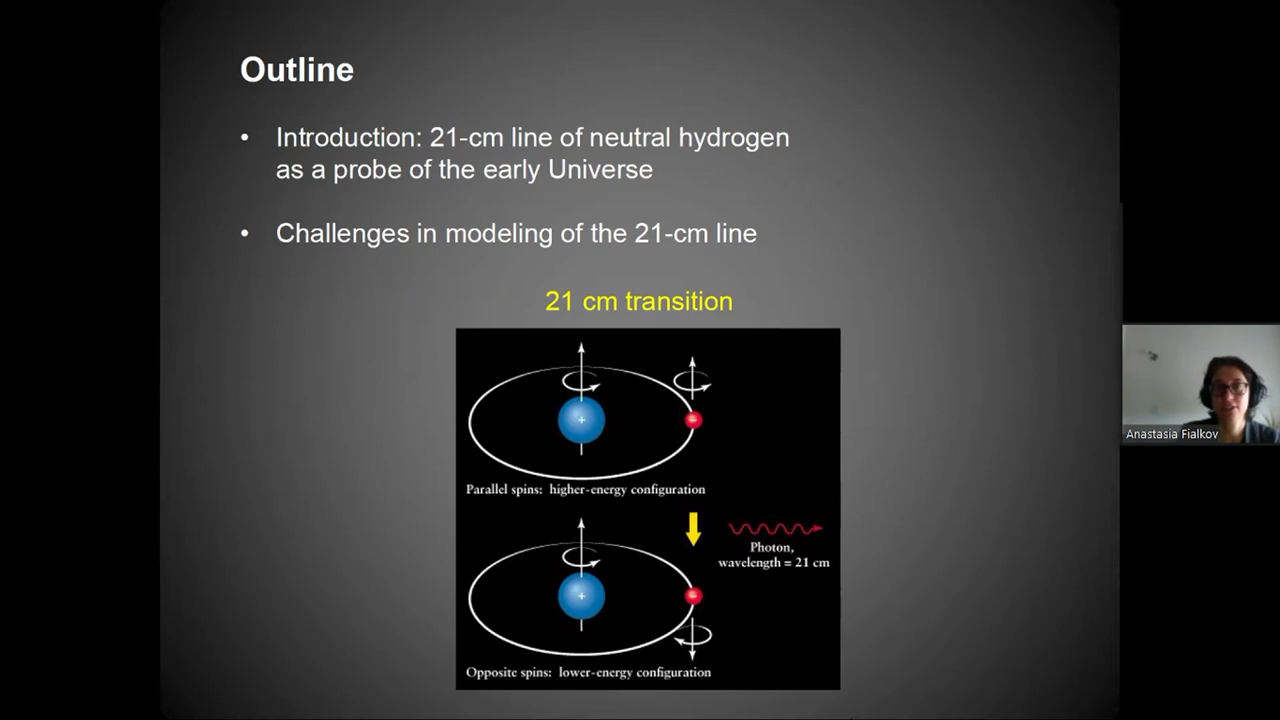 Outline
• Introduction: 21-cm line of neutral hydrogen
as a probe of the early Universe
• Challenges in modeling of the 21-cm line
21 cm transition
+
Parallel spins: higher-energy configuration
Photon,
wavelength = 21 cm
+
Opposite spins: lower-energy configuration
Anastasia Fialkov